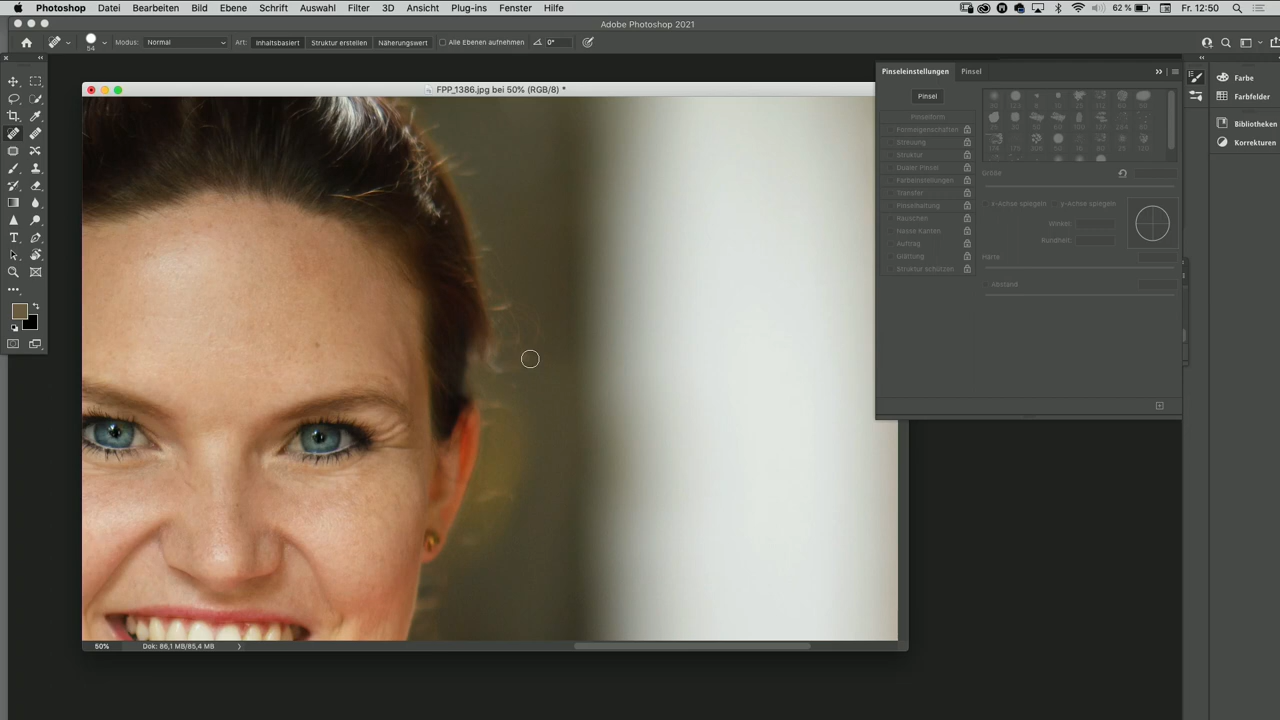 Photoshop Datei Bearbeiten Bild Ebene Schrift Auswahl Filter 3D Ansicht Plug-ins Fenster Hilfe 62 % Fr. 12:50
Adobe Photoshop 2021
54 Modus: Normal Art: Inhaltsbasiert Struktur erstellen Näherungswert Alle Ebenen aufnehmen 0°
Pinseleinstellungen Pinsel
Farbe
FPP_1386.jpg bei 50% (RGB/8) *
Pinsel
Farbfelder
Pinselform
Bibliotheken
Formeigenschaften
Streuung
Korrekturen
Struktur
Dualer Pinsel
Größe
Farbeinstellungen
Transfer
Pinselhaltung
x-Achse spiegeln y-Achse spiegeln
Rauschen
Winkel:
Nasse Kanten
Rundheit:
Auftrag
Glättung
Härte
Struktur schützen
Abstand
50% Dok: 86,1 MB/85,4 MB